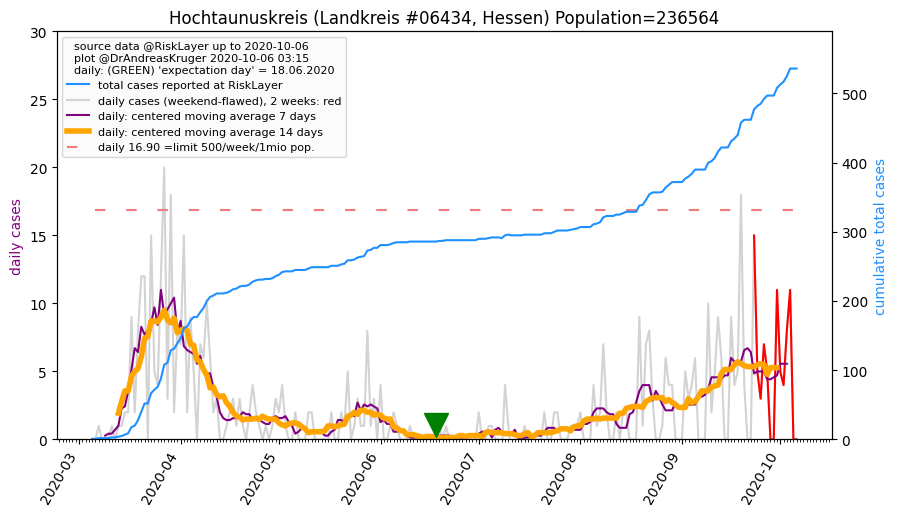 Hochtaunuskreis (Landkreis #06434, Hessen) Population=236564
30
25
20
15
10
5
0
daily cases
source data @RiskLayer up to 2020-10-06
plot @DrAndreasKruger 2020-10-06 03:15
daily: (GREEN) 'expectation day' = 18.06.2020
total cases reported at RiskLayer
daily cases (weekend-flawed), 2 weeks: red
daily: centered moving average 7 days
daily: centered moving average 14 days
daily 16.90 =limit 500/week/1mio pop.
500
400
300
200
100
0
cumulative total cases
2020-03
2020-04
2020-05
2020-06
2020-07
2020-08
2020-09
2020-10